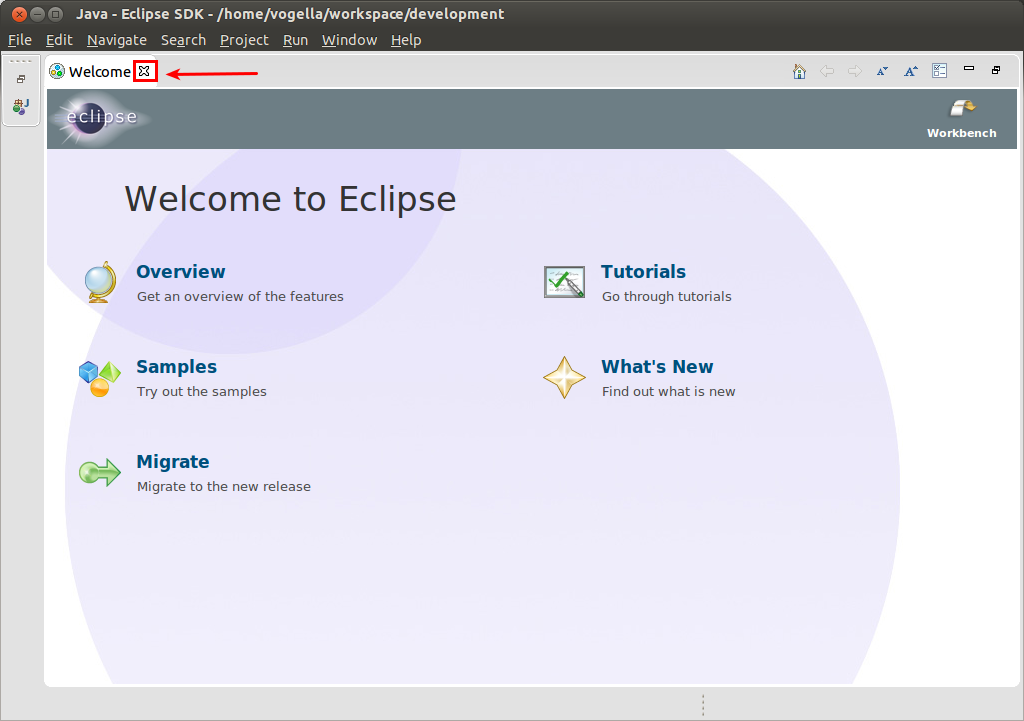 Java - Eclipse SDK - /home/vogella/workspace/development
File Edit Navigate Search Project Run Window Help
Welcome
J
eclipse
Workbench
Welcome to Eclipse
Overview
Get an overview of the features
Tutorials
Go through tutorials
Samples
Try out the samples
What's New
Find out what is new
Migrate
Migrate to the new release